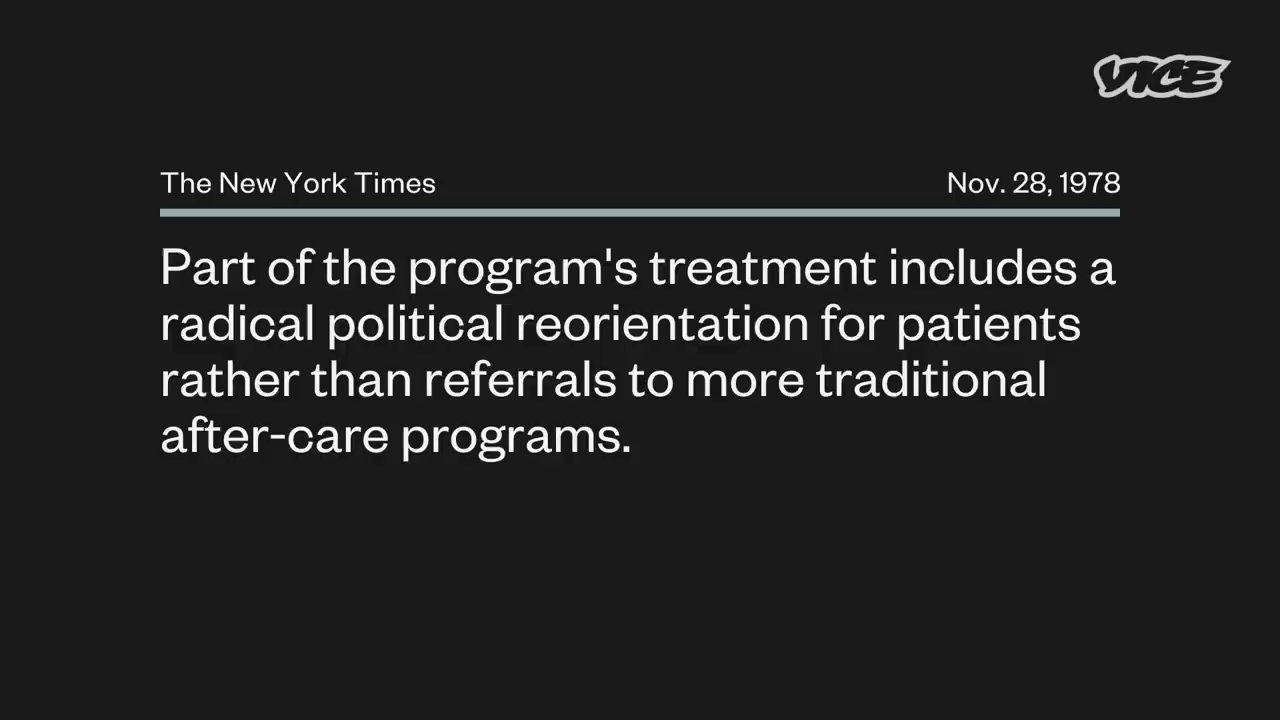 VICE
The New York Times Nov. 28, 1978
Part of the program's treatment includes a
radical political reorientation for patients
rather than referrals to more traditional
after-care programs.